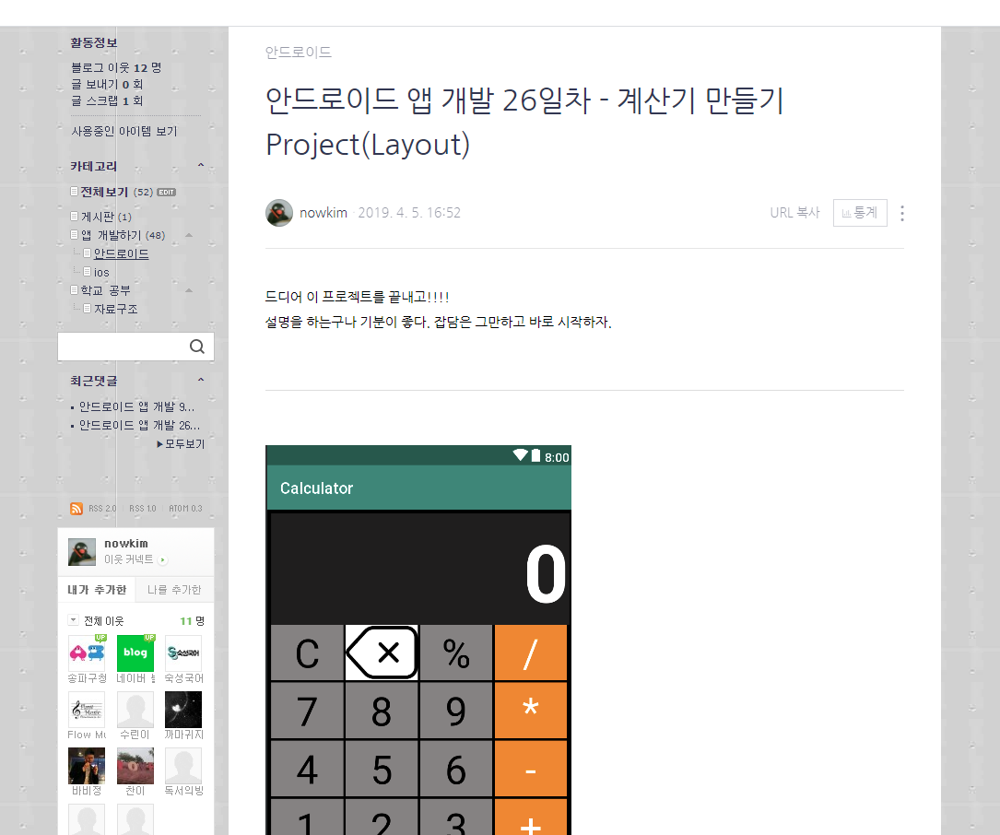 활동정보
블로그 이웃 12 명
글 보내기 0 회
글 스크랩 1 회
사용중인 아이템 보기
카테고리
전체보기 (52) EDIT
게시판 (1)
앱 개발하기 (48)
안드로이드
ios
학교 공부
자료구조
최근댓글
안드로이드 앱 개발 9...
안드로이드 앱 개발 26...
▶모두보기
RSS 2.0 RSS 1.0 ATOM 0.3
nowkim
이웃 커넥트
내가 추가한 나를 추가한
전체 이웃 11 명
UP UP
blog 숙성국어
송파구청 네이버 숙성국어
Flow Music
Flow Mu 수린이 까마귀지
바비정 찬이 독서익빙
안드로이드
안드로이드 앱 개발 26일차 - 계산기 만들기
Project(Layout)
nowkim · 2019. 4. 5. 16:52
URL 복사 통계
드디어 이 프로젝트를 끝내고!!!!
설명을 하는구나 기분이 좋다. 잡담은 그만하고 바로 시작하자.
8:00
Calculator
0
C × % /
7 8 9 *
4 5 6 -
1 2 3 +